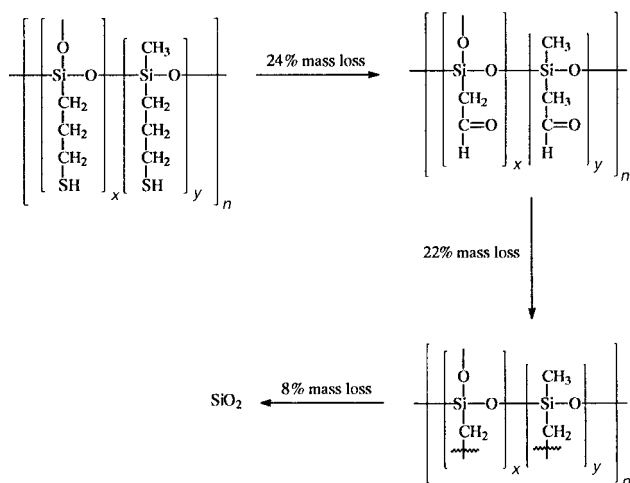 O CH₃
Si—O—Si—O
CH₂ CH₂
CH₂ CH₂
CH₂ CH₂
SH SH
x y n
24% mass loss
O CH₃
Si—O—Si—O
CH₂ CH₃
C=O C=O
H H
x y n
22% mass loss
O CH₃
Si—O—Si—O
CH₂ CH₂
x y n
8% mass loss
SiO₂